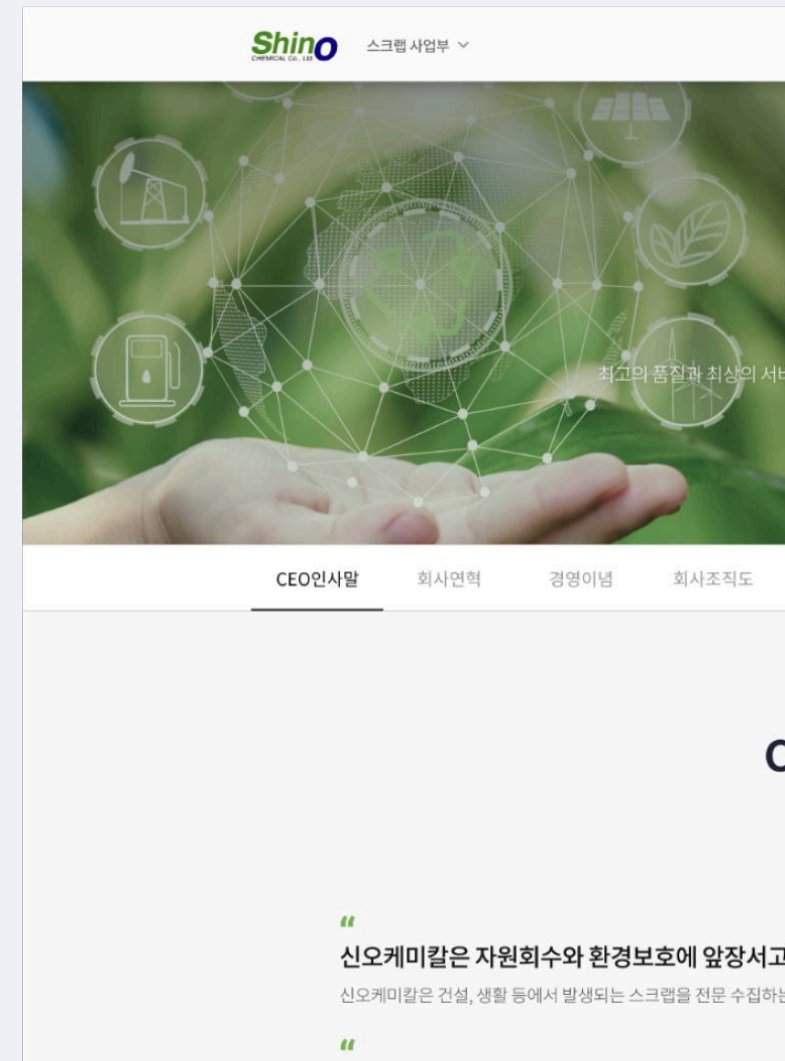 Shino
CHEMICAL Co., Ltd.
스크랩 사업부
최고의 품질과 최상의 서비
CEO인사말
회사연혁
경영이념
회사조직도
C
“
신오케미칼은 자원회수와 환경보호에 앞장서고
신오케미칼은 건설, 생활 등에서 발생되는 스크랩을 전문 수집하는
“